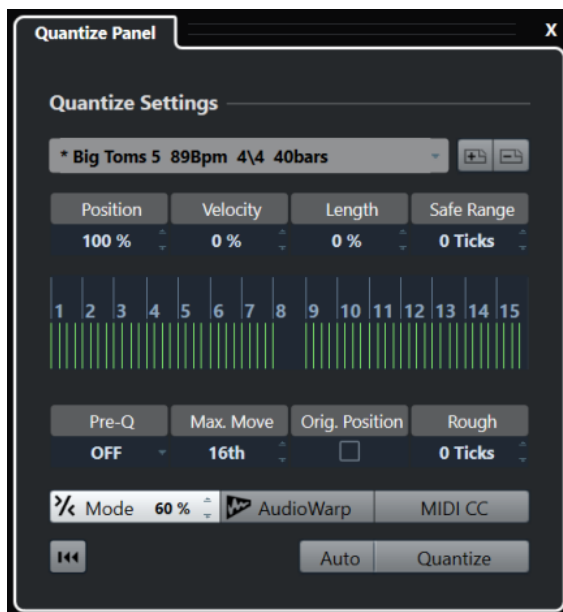 Quantize Panel X
Quantize Settings
* Big Toms 5 89Bpm 4\4 40bars
Position Velocity Length Safe Range
100 % 0 % 0 % 0 Ticks
1 2 3 4 5 6 7 8 9 10 11 12 13 14 15
Pre-Q Max. Move Orig. Position Rough
OFF 16th 0 Ticks
Mode 60 % AudioWarp MIDI CC
Auto Quantize